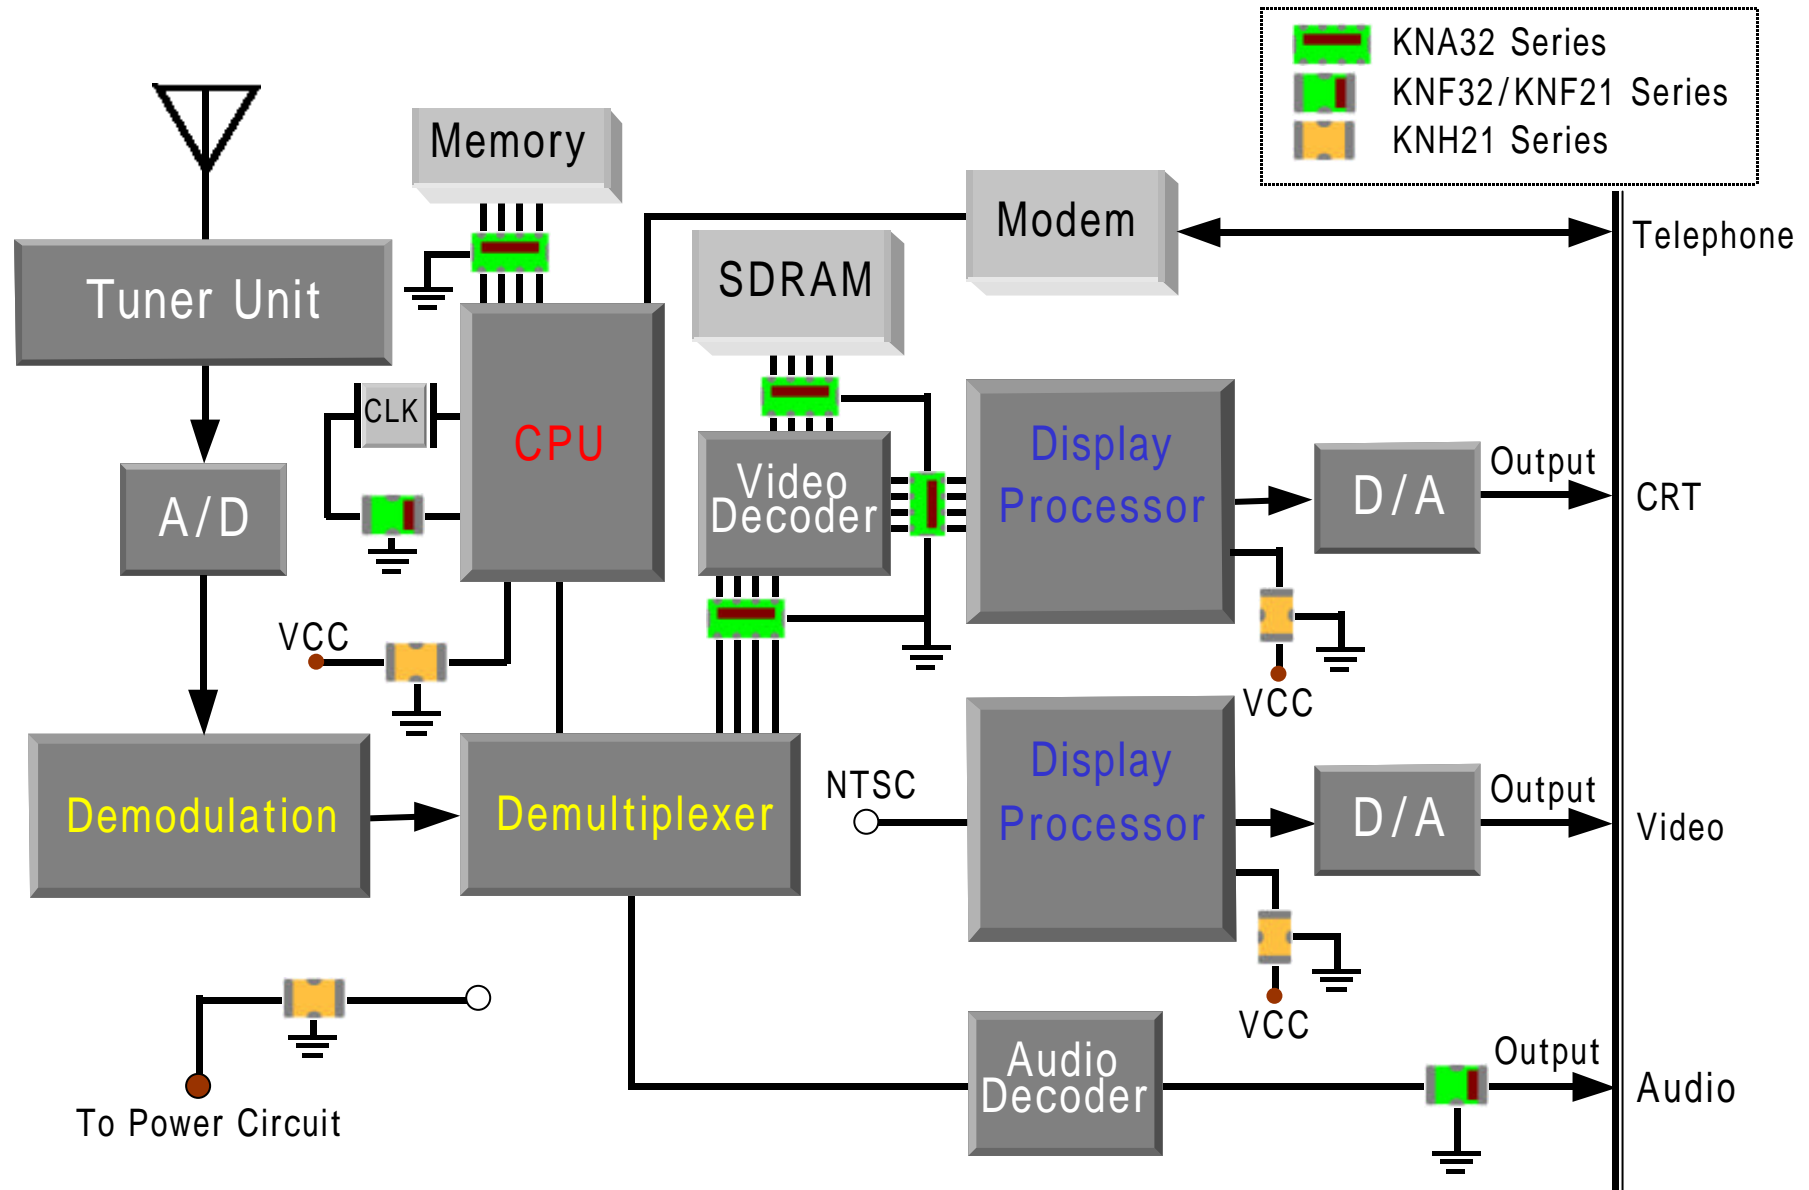 KNA32 Series
KNF32/KNF21 Series
KNH21 Series
Memory
Modem
Telephone
SDRAM
Tuner Unit
CLK
CPU
Display
Processor
Output
D/A
CRT
Video
Decoder
A/D
VCC
VCC
Display
Processor
NTSC
Output
D/A
Video
Demodulation
Demultiplexer
VCC
Audio
Decoder
Output
Audio
To Power Circuit